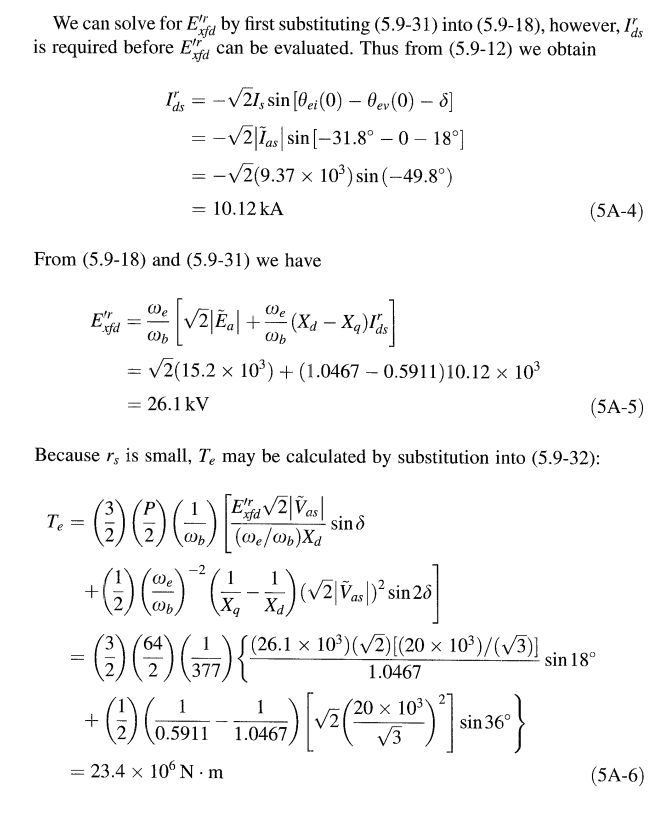 We can solve for E′ʳxfd by first substituting (5.9-31) into (5.9-18), however, Iʳds
is required before E′ʳxfd can be evaluated. Thus from (5.9-12) we obtain
Iʳds = −√2Is sin [θei(0) − θev(0) − δ]
= −√2|Ĩas| sin [−31.8° − 0 − 18°]
= −√2(9.37 × 10³) sin (−49.8°)
= 10.12 kA (5A-4)
From (5.9-18) and (5.9-31) we have
E′ʳxfd = ωe/ωb [√2|Ẽa| + ωe/ωb (Xd − Xq)Iʳds]
= √2(15.2 × 10³) + (1.0467 − 0.5911)10.12 × 10³
= 26.1 kV (5A-5)
Because rs is small, Te may be calculated by substitution into (5.9-32):
Te = (3/2) (P/2) (1/ωb) [E′ʳxfd√2|Ṽas| / (ωe/ωb)Xd sin δ
+ (1/2) (ωe/ωb)⁻² (1/Xq − 1/Xd) (√2|Ṽas|)² sin 2δ]
= (3/2) (64/2) (1/377) {(26.1 × 10³)(√2)[(20 × 10³)/(√3)] / 1.0467 sin 18°
+ (1/2) (1/0.5911 − 1/1.0467) [√2(20 × 10³/√3)²] sin 36°}
= 23.4 × 10⁶ N · m (5A-6)